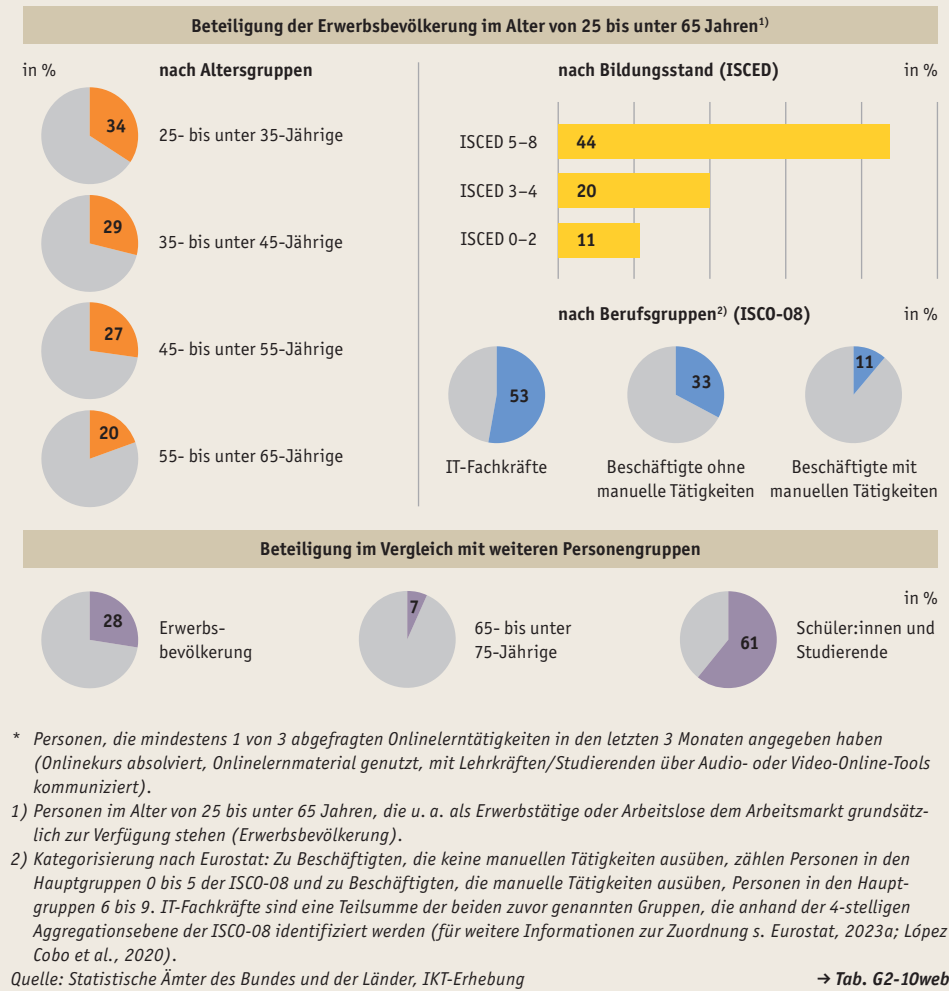 Beteiligung der Erwerbsbevölkerung im Alter von 25 bis unter 65 Jahren1)
in %
nach Altersgruppen
34
25- bis unter 35-Jährige
29
35- bis unter 45-Jährige
27
45- bis unter 55-Jährige
20
55- bis unter 65-Jährige
nach Bildungsstand (ISCED)
in %
ISCED 5–8
44
ISCED 3–4
20
ISCED 0–2
11
nach Berufsgruppen2) (ISCO-08)
in %
53
33
11
IT-Fachkräfte
Beschäftigte ohne
manuelle Tätigkeiten
Beschäftigte mit
manuellen Tätigkeiten
Beteiligung im Vergleich mit weiteren Personengruppen
in %
28
Erwerbs-
bevölkerung
7
65- bis unter
75-Jährige
61
Schüler:innen und
Studierende
* Personen, die mindestens 1 von 3 abgefragten Onlinelerntätigkeiten in den letzten 3 Monaten angegeben haben
(Onlinekurs absolviert, Onlinelernmaterial genutzt, mit Lehrkräften/Studierenden über Audio- oder Video-Online-Tools
kommuniziert).
1) Personen im Alter von 25 bis unter 65 Jahren, die u. a. als Erwerbstätige oder Arbeitslose dem Arbeitsmarkt grundsätz-
lich zur Verfügung stehen (Erwerbsbevölkerung).
2) Kategorisierung nach Eurostat: Zu Beschäftigten, die keine manuellen Tätigkeiten ausüben, zählen Personen in den
Hauptgruppen 0 bis 5 der ISCO-08 und zu Beschäftigten, die manuelle Tätigkeiten ausüben, Personen in den Haupt-
gruppen 6 bis 9. IT-Fachkräfte sind eine Teilsumme der beiden zuvor genannten Gruppen, die anhand der 4-stelligen
Aggregationsebene der ISCO-08 identifiziert werden (für weitere Informationen zur Zuordnung s. Eurostat, 2023a; López
Cobo et al., 2020).
Quelle: Statistische Ämter des Bundes und der Länder, IKT-Erhebung
→ Tab. G2-10web